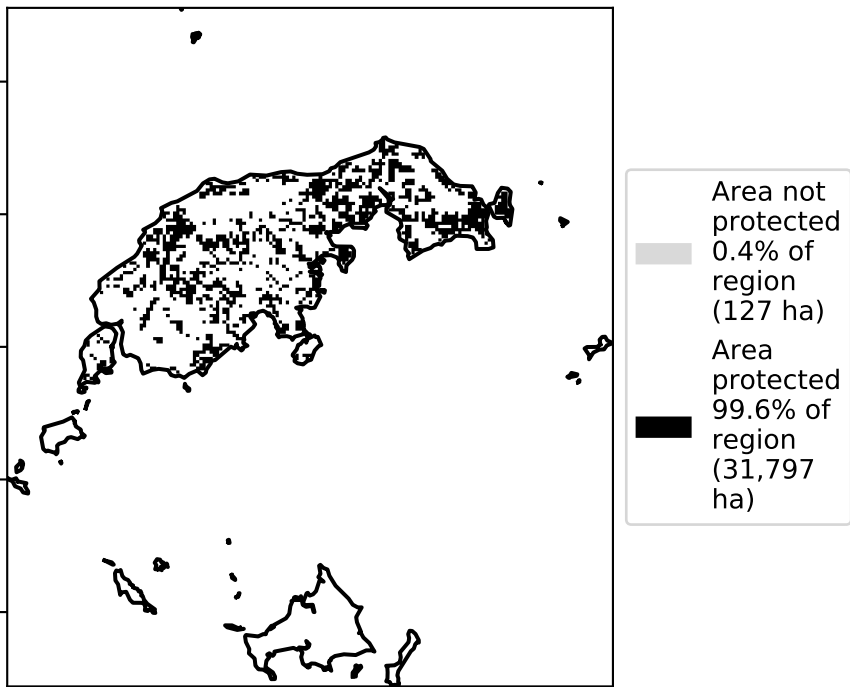 Area not
protected
0.4% of
region
(127 ha)
Area
protected
99.6% of
region
(31,797
ha)